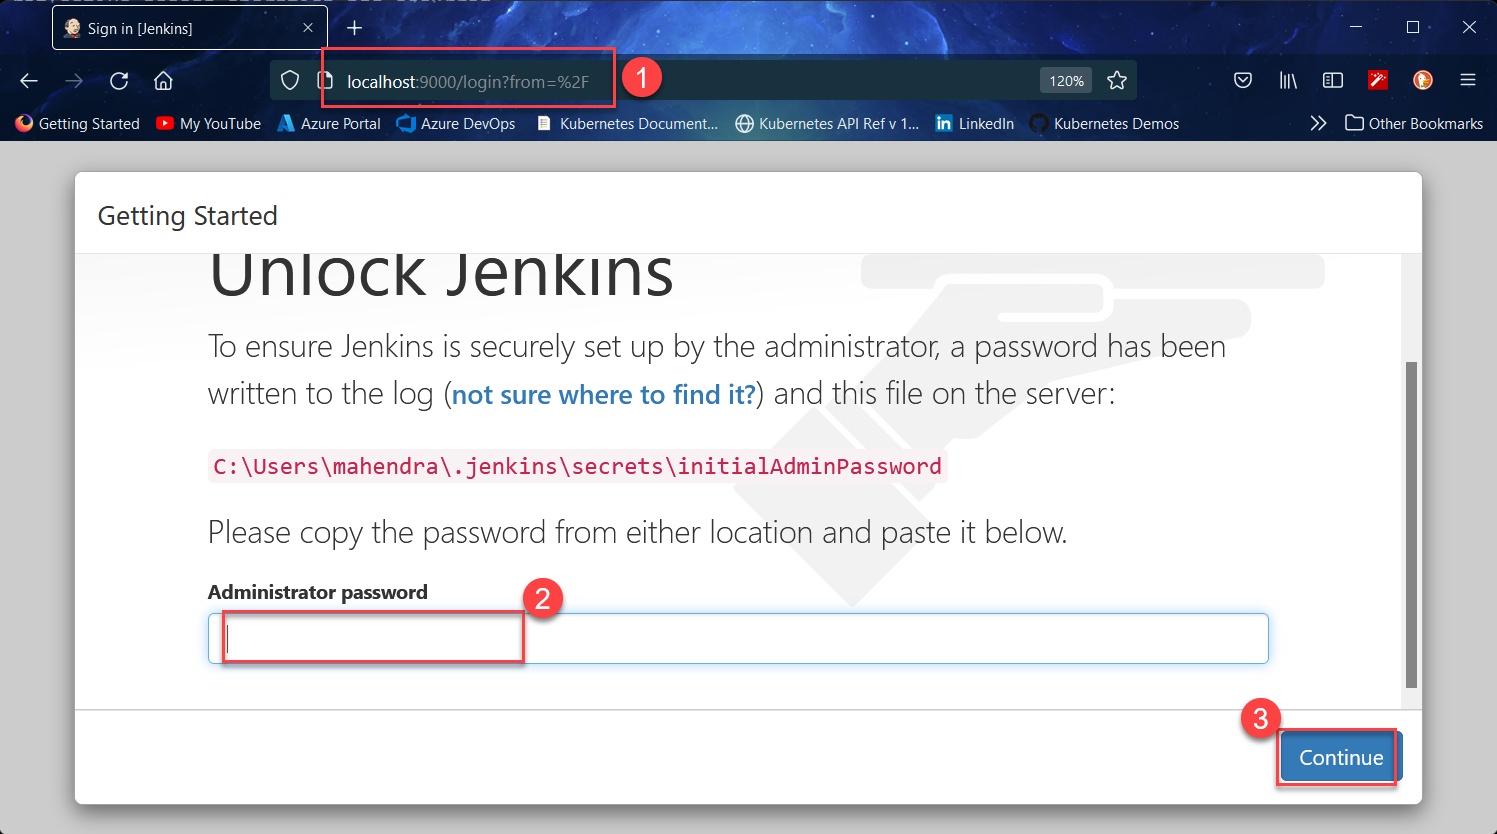 Sign in [Jenkins]
localhost:9000/login?from=%2F
1
120%
Getting Started
My YouTube
Azure Portal
Azure DevOps
Kubernetes Document...
Kubernetes API Ref v 1...
in LinkedIn
Kubernetes Demos
Other Bookmarks
Getting Started
Unlock Jenkins
To ensure Jenkins is securely set up by the administrator, a password has been
written to the log (not sure where to find it?) and this file on the server:
C:\Users\mahendra\.jenkins\secrets\initialAdminPassword
Please copy the password from either location and paste it below.
Administrator password
2
3
Continue